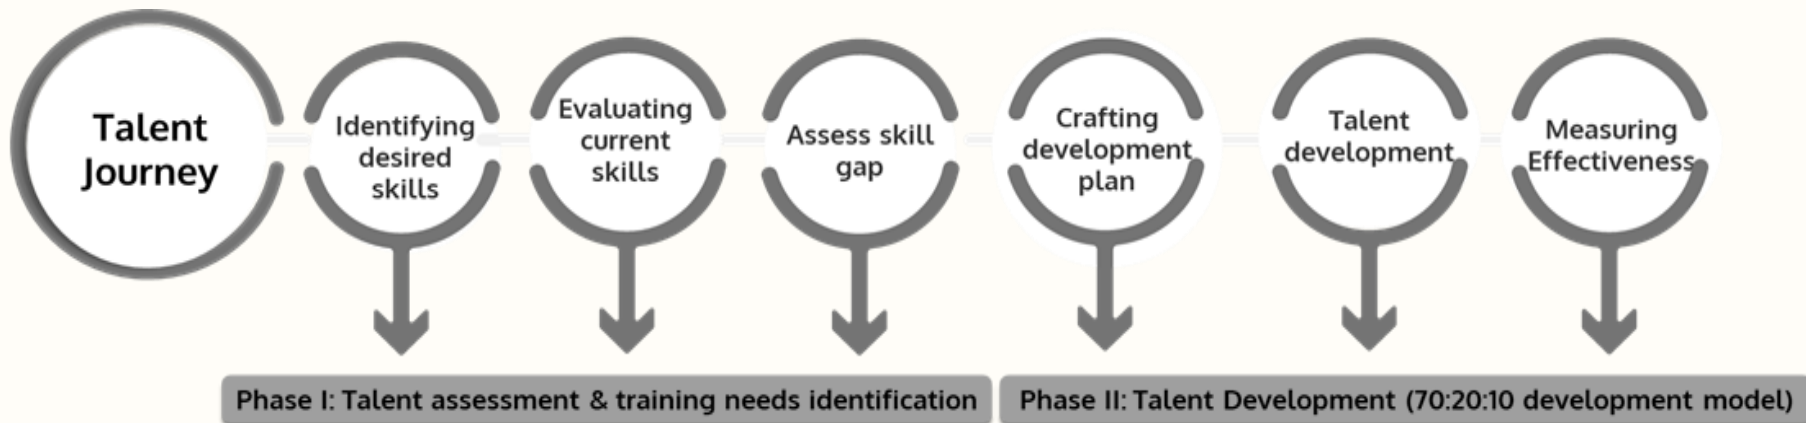 Talent
Journey
Identifying
desired
skills
Evaluating
current
skills
Assess skill
gap
Crafting
development
plan
Talent
development
Measuring
Effectiveness
Phase I: Talent assessment & training needs identification
Phase II: Talent Development (70:20:10 development model)